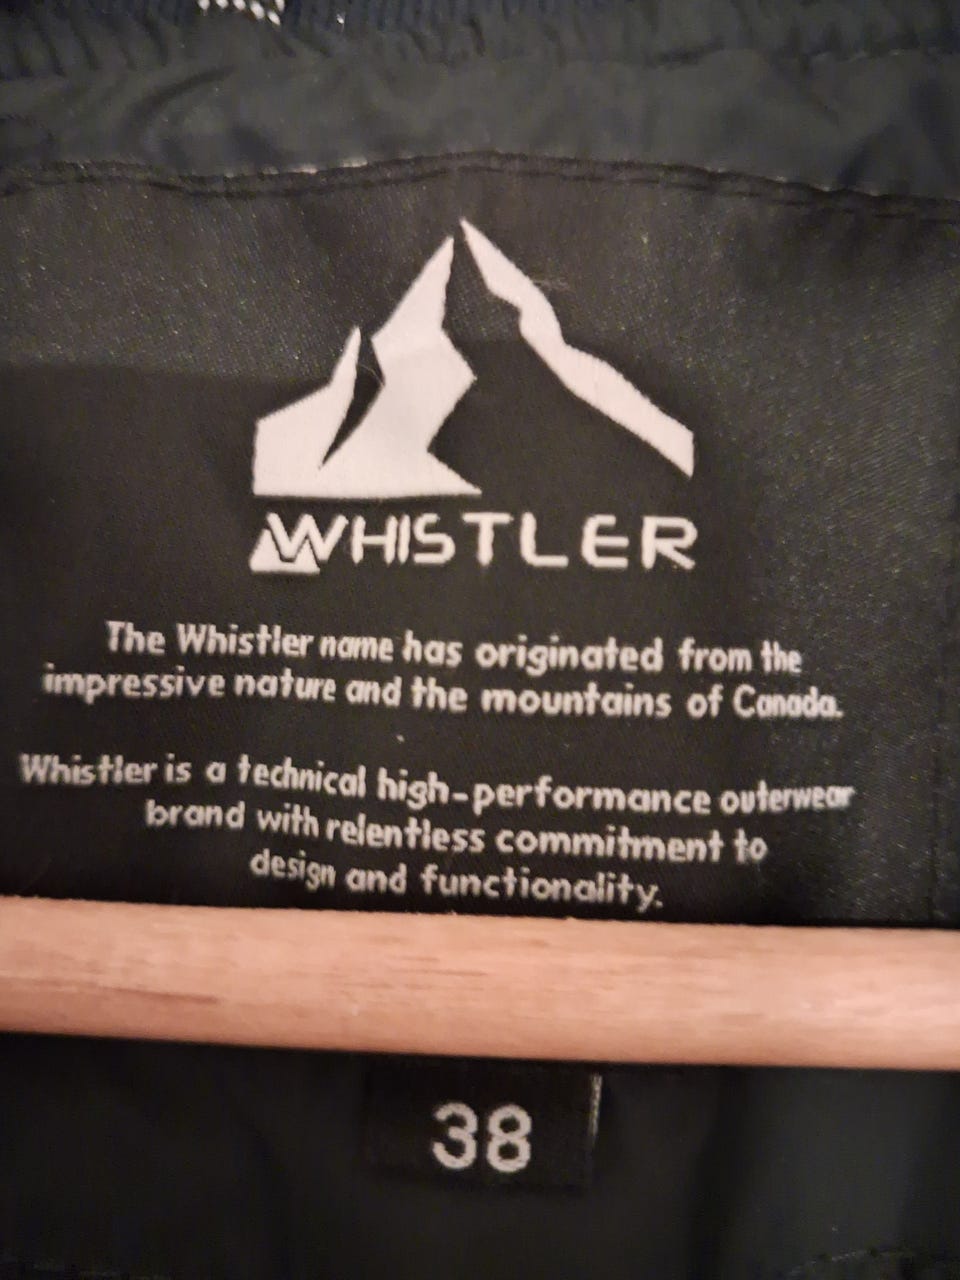 WHISTLER
The Whistler name has originated from the
impressive nature and the mountains of Canada.
Whistler is a technical high-performance outerwear
brand with relentless commitment to
design and functionality.
38